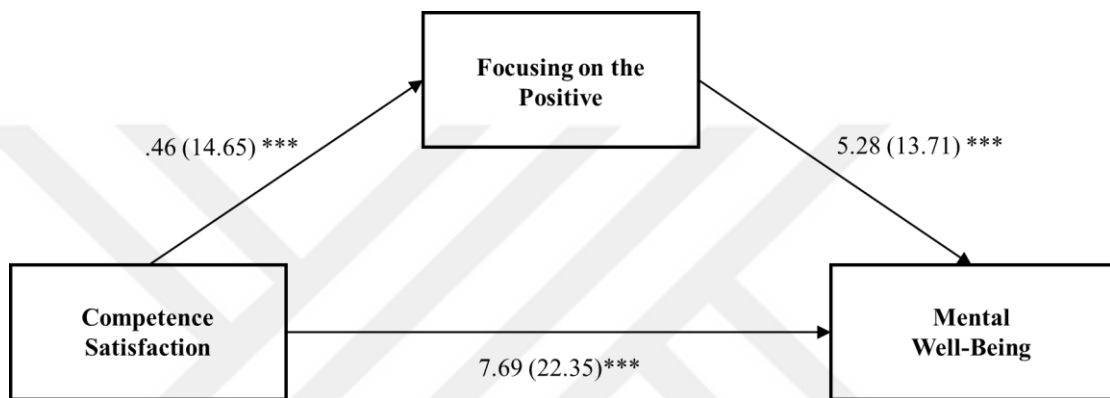 Focusing on the
Positive
.46 (14.65) ***
5.28 (13.71) ***
Competence
Satisfaction
Mental
Well-Being
7.69 (22.35)***